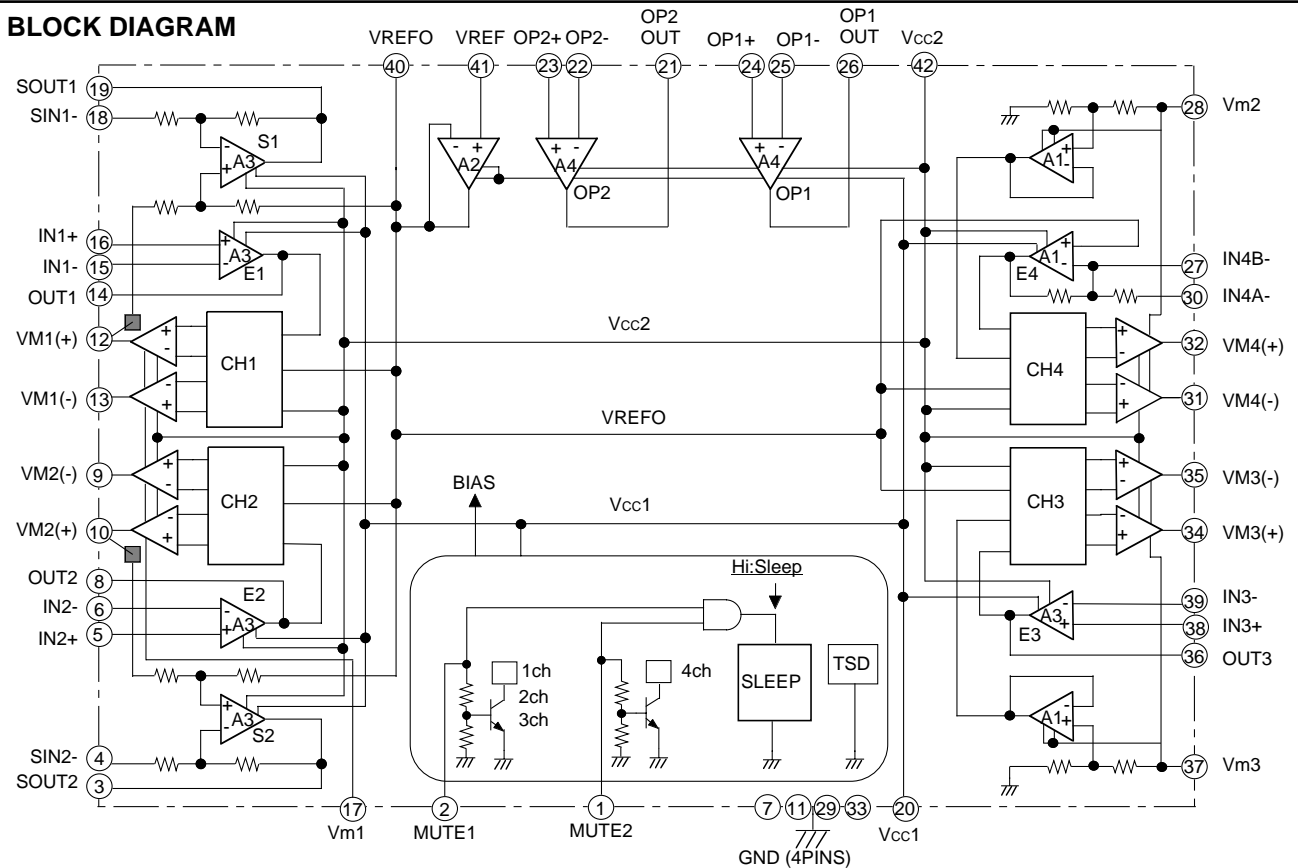 BLOCK DIAGRAM
VREFO
VREF
OP2+
OP2-
OP2
OUT
OP1+
OP1-
OP1
OUT
Vcc2
40
41
23
22
21
24
25
26
42
SOUT1
19
SIN1-
18
- + A3
S1
- + A2
+ - A4
OP2
+ - A4
OP1
+ A1 -
28
Vm2
IN1+
16
IN1-
15
OUT1
14
+ A3 -
E1
+ A1 -
E4
27
IN4B-
30
IN4A-
VM1(+)
12
+ -
CH1
Vcc2
CH4
+ -
32
VM4(+)
VM1(-)
13
- +
- +
31
VM4(-)
VREFO
VM2(-)
9
+ -
CH2
BIAS
CH3
+ -
35
VM3(-)
VM2(+)
10
- +
Vcc1
- +
34
VM3(+)
OUT2
8
IN2-
6
IN2+
5
E2
- A3 +
Hi:Sleep
- A3 +
E3
39
IN3-
38
IN3+
36
OUT3
1ch
2ch
3ch
4ch
SLEEP
TSD
+ A3 -
S2
- A1 +
SIN2-
4
SOUT2
3
37
Vm3
17
2
1
7
11
29
33
20
Vm1
MUTE1
MUTE2
Vcc1
GND (4PINS)